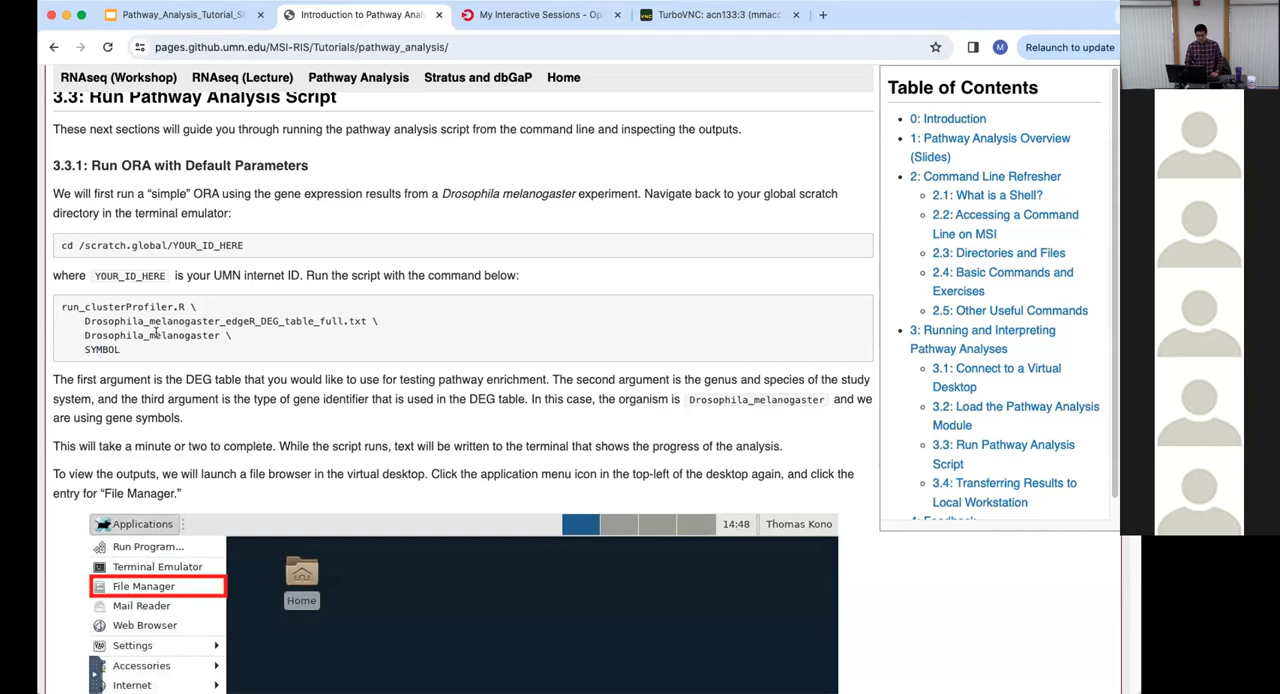 Pathway_Analysis_Tutorial_Sl
Introduction to Pathway Anal
My Interactive Sessions - Op
VNC
TurboVNC: acn133:3 (mmacc
pages.github.umn.edu/MSI-RIS/Tutorials/pathway_analysis/
M
Relaunch to update
RNAseq (Workshop) RNAseq (Lecture) Pathway Analysis Stratus and dbGaP Home
3.3: Run Pathway Analysis Script
These next sections will guide you through running the pathway analysis script from the command line and inspecting the outputs.
3.3.1: Run ORA with Default Parameters
We will first run a “simple” ORA using the gene expression results from a Drosophila melanogaster experiment. Navigate back to your global scratch
directory in the terminal emulator:
cd /scratch.global/YOUR_ID_HERE
where YOUR_ID_HERE is your UMN internet ID. Run the script with the command below:
run_clusterProfiler.R \
Drosophila_melanogaster_edgeR_DEG_table_full.txt \
Drosophila_melanogaster \
SYMBOL
The first argument is the DEG table that you would like to use for testing pathway enrichment. The second argument is the genus and species of the study
system, and the third argument is the type of gene identifier that is used in the DEG table. In this case, the organism is Drosophila_melanogaster and we
are using gene symbols.
This will take a minute or two to complete. While the script runs, text will be written to the terminal that shows the progress of the analysis.
To view the outputs, we will launch a file browser in the virtual desktop. Click the application menu icon in the top-left of the desktop again, and click the
entry for “File Manager.”
Applications
14:48 Thomas Kono
Run Program...
Terminal Emulator
File Manager
Mail Reader
Web Browser
Settings
Accessories
Internet
Home
Table of Contents
0: Introduction
1: Pathway Analysis Overview
(Slides)
2: Command Line Refresher
2.1: What is a Shell?
2.2: Accessing a Command
Line on MSI
2.3: Directories and Files
2.4: Basic Commands and
Exercises
2.5: Other Useful Commands
3: Running and Interpreting
Pathway Analyses
3.1: Connect to a Virtual
Desktop
3.2: Load the Pathway Analysis
Module
3.3: Run Pathway Analysis
Script
3.4: Transferring Results to
Local Workstation
4: Feedback